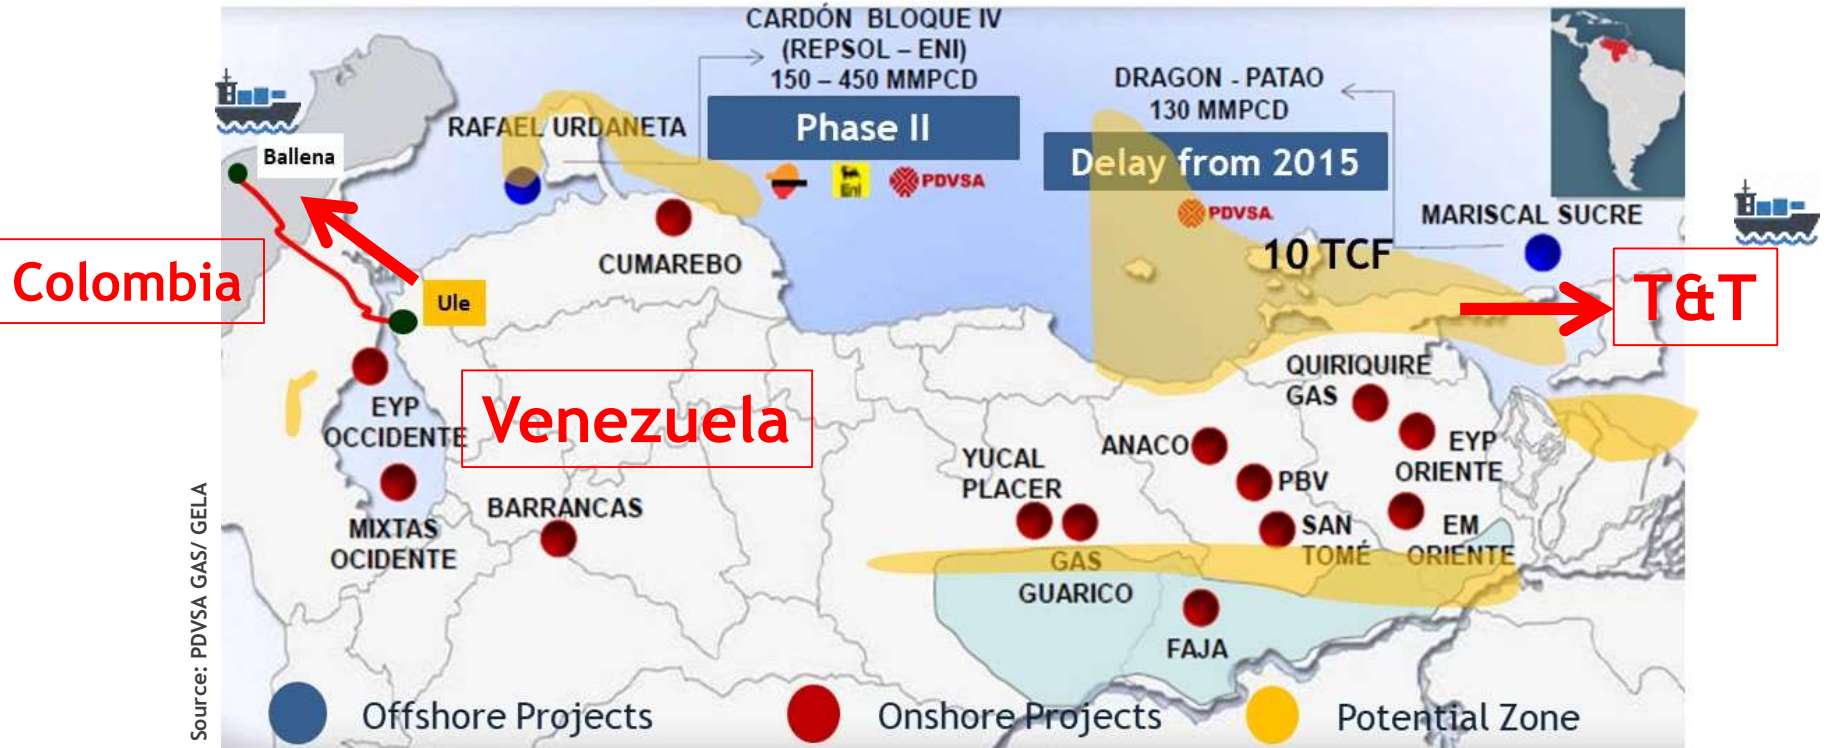 CARDÓN BLOQUE IV
(REPSOL – ENI)
150 – 450 MMPCD
Phase II
Eni
PDVSA
DRAGON - PATAO
130 MMPCD
Delay from 2015
PDVSA
10 TCF
MARISCAL SUCRE
T&T
RAFAEL URDANETA
Ballena
Colombia
Ule
CUMAREBO
Venezuela
EYP
OCCIDENTE
MIXTAS
OCIDENTE
BARRANCAS
YUCAL
PLACER
GAS
GUARICO
ANACO
PBV
SAN
TOMÉ
QUIRIQUIRE
GAS
EYP
ORIENTE
EM
ORIENTE
FAJA
Source: PDVSA GAS/ GELA
Offshore Projects
Onshore Projects
Potential Zone